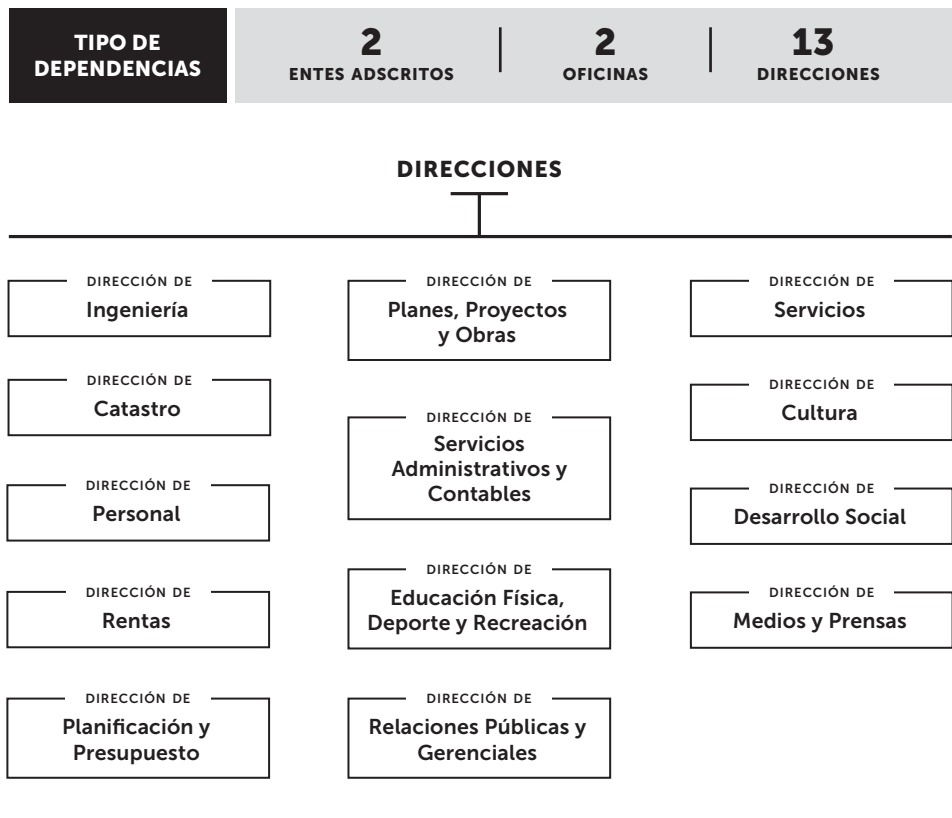 TIPO DE
DEPENDENCIAS
2
ENTES ADSCRITOS
2
OFICINAS
13
DIRECCIONES
DIRECCIONES
DIRECCIÓN DE
Ingeniería
DIRECCIÓN DE
Catastro
DIRECCIÓN DE
Personal
DIRECCIÓN DE
Rentas
DIRECCIÓN DE
Planificación y
Presupuesto
DIRECCIÓN DE
Planes, Proyectos
y Obras
DIRECCIÓN DE
Servicios
Administrativos y
Contables
DIRECCIÓN DE
Educación Física,
Deporte y Recreación
DIRECCIÓN DE
Relaciones Públicas y
Gerenciales
DIRECCIÓN DE
Servicios
DIRECCIÓN DE
Cultura
DIRECCIÓN DE
Desarrollo Social
DIRECCIÓN DE
Medios y Prensas